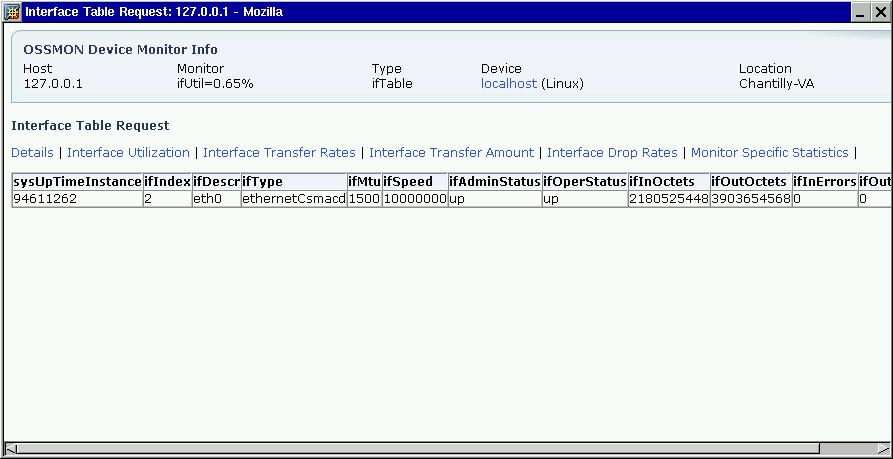 Interface Table Request: 127.0.0.1 - Mozilla
OSSMON Device Monitor Info
Host Monitor Type Device Location
127.0.0.1 ifUtil=0.65% ifTable localhost (Linux) Chantilly-VA
Interface Table Request
Details | Interface Utilization | Interface Transfer Rates | Interface Transfer Amount | Interface Drop Rates | Monitor Specific Statistics |
sysUpTimeInstance ifIndex ifDescr ifType ifMtu ifSpeed ifAdminStatus ifOperStatus ifInOctets ifOutOctets ifInErrors ifOut
94611262 2 eth0 ethernetCsmacd 1500 10000000 up up 2180525448 3903654568 0 0